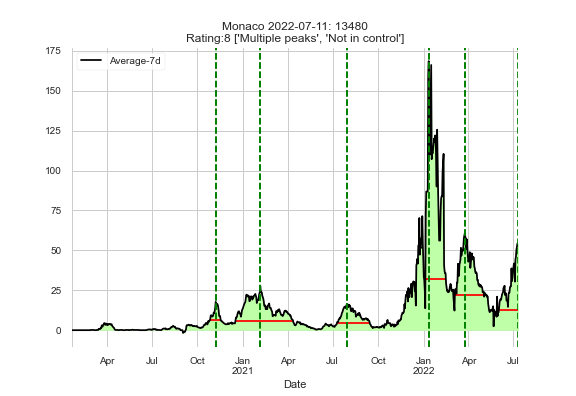 Monaco 2022-07-11: 13480
Rating:8 ['Multiple peaks', 'Not in control']
Average-7d
175
150
125
100
75
50
25
0
Apr Jul Oct Jan Apr Jul Oct Jan Apr Jul
2021 2022
Date